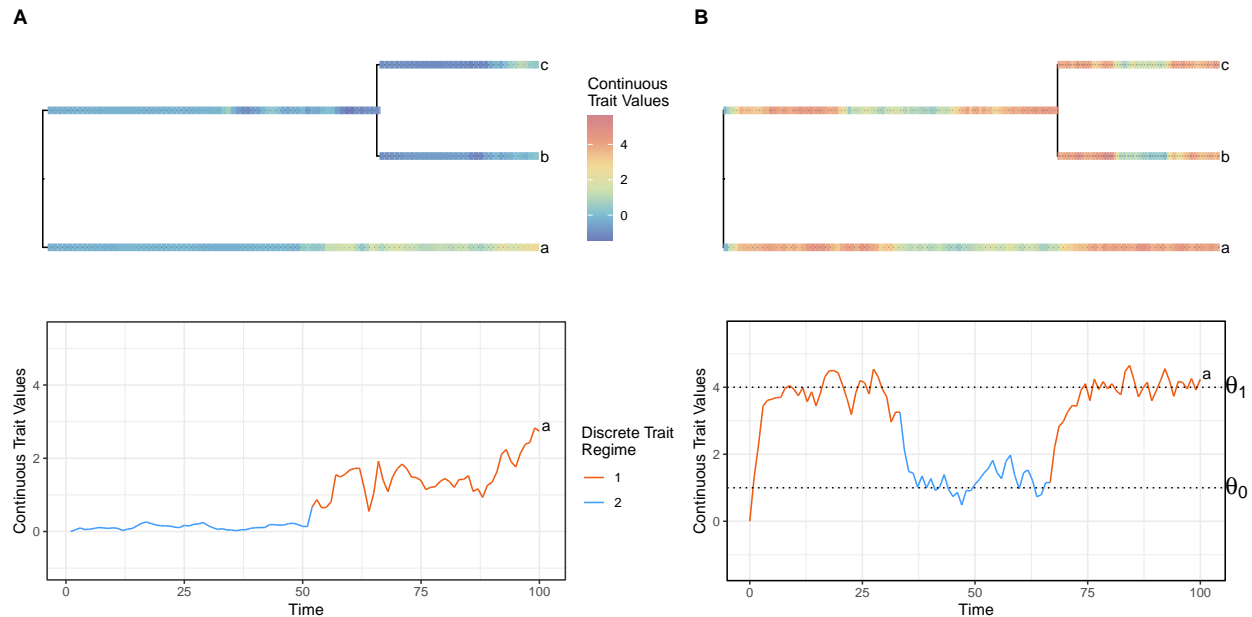 A
c
b
a
Continuous
Trait Values
4
2
0
B
c
b
a
Continuous Trait Values
4
2
0
a
0
25
50
75
100
Time
Discrete Trait
Regime
1
2
Continuous Trait Values
4
2
0
a
θ1
θ0
0
25
50
75
100
Time